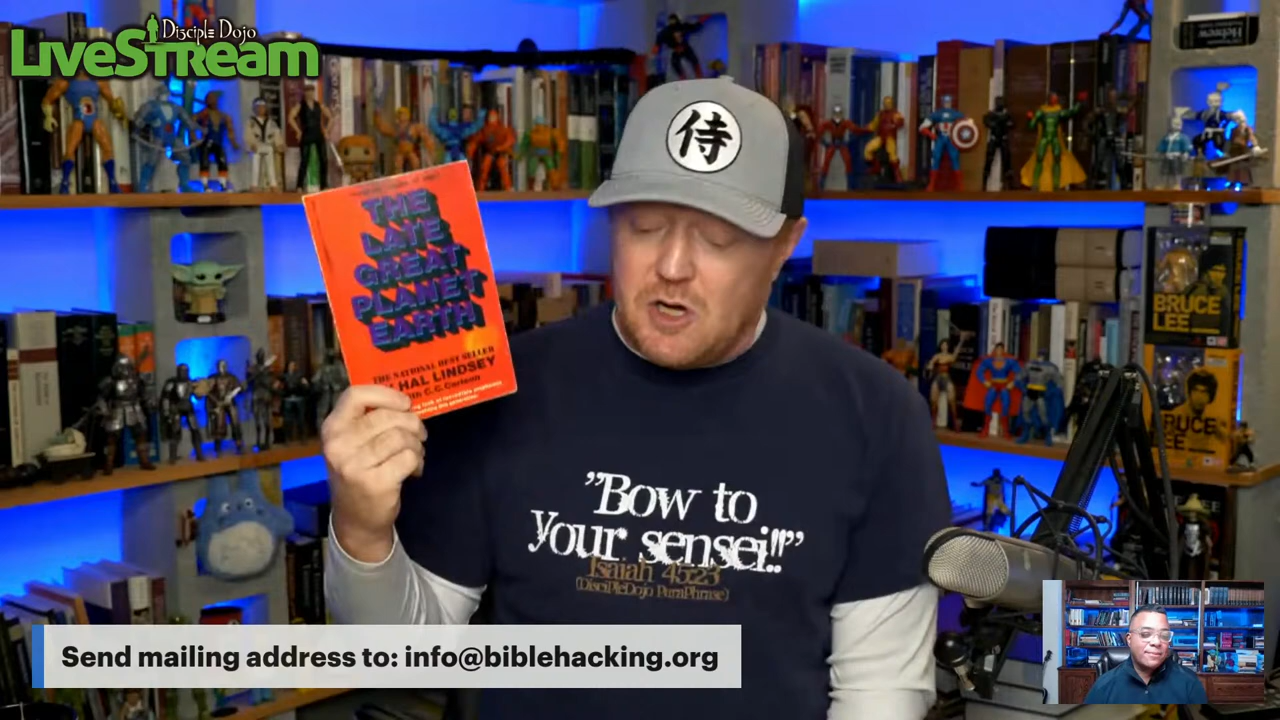 Disciple Dojo
LiveStream
侍
Hebrew
THE
LATE
GREAT
PLANET
EARTH
THE NATIONAL BEST SELLER
HAL LINDSEY
C. C. Carlson
BRUCE
LEE
BRUCE
LEE
"Bow to
your sensei!!"
Isaiah 45:23
(DiscipleDojo ParaPhrase)
Send mailing address to: info@biblehacking.org